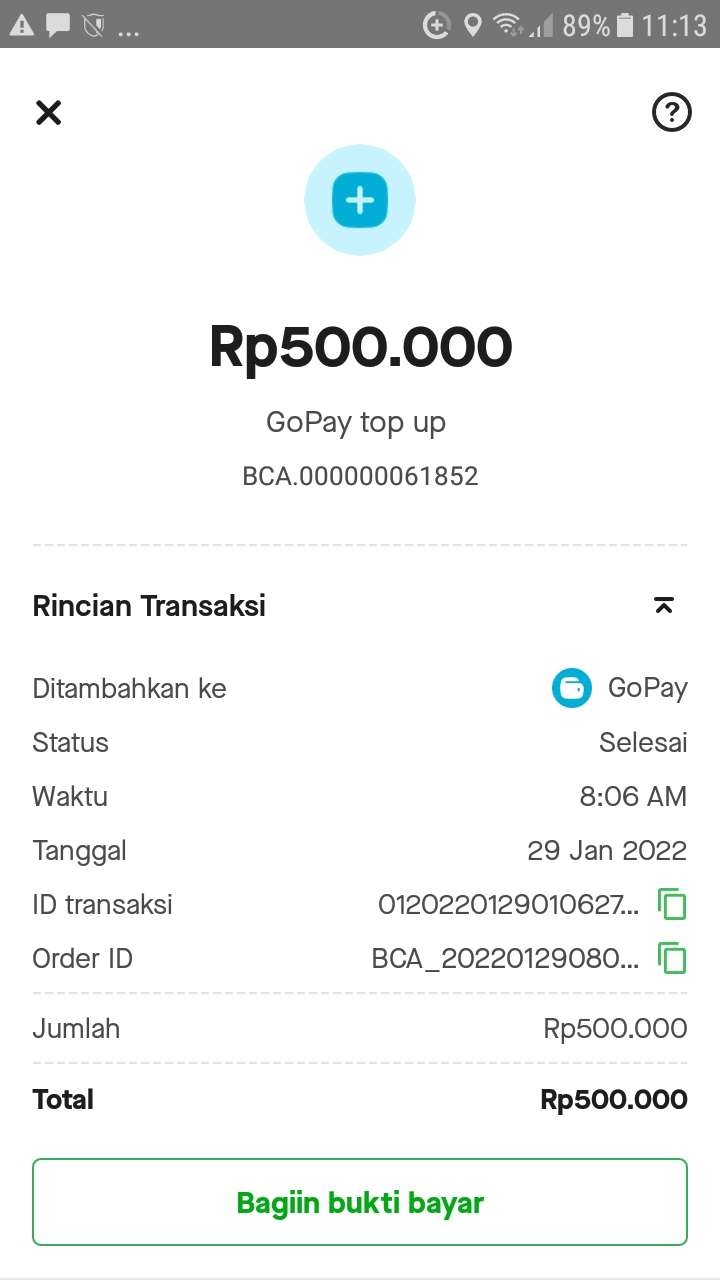 ... 89% 11:13
?
Rp500.000
GoPay top up
BCA.000000061852
Rincian Transaksi
Ditambahkan ke GoPay
Status Selesai
Waktu 8:06 AM
Tanggal 29 Jan 2022
ID transaksi 0120220129010627...
Order ID BCA_20220129080...
Jumlah Rp500.000
Total Rp500.000
Bagiin bukti bayar